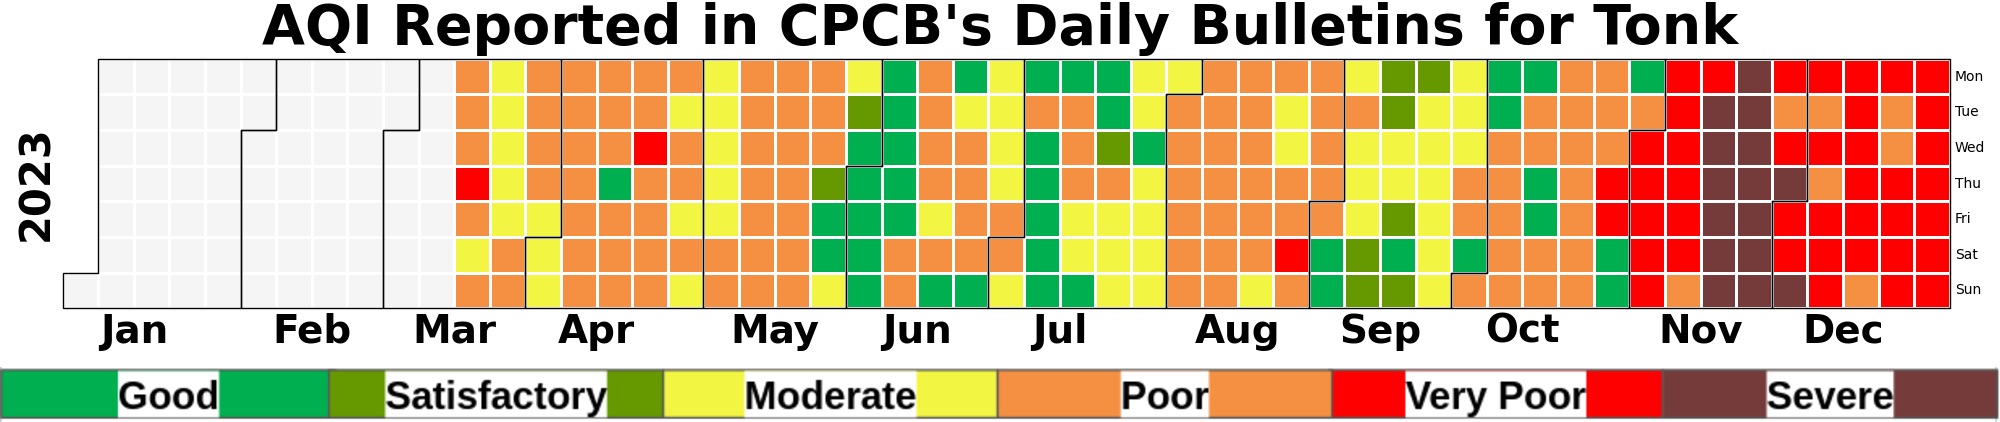 AQI Reported in CPCB's Daily Bulletins for Tonk
2023
Mon
Tue
Wed
Thu
Fri
Sat
Sun
Jan Feb Mar Apr May Jun Jul Aug Sep Oct Nov Dec
Good Satisfactory Moderate Poor Very Poor Severe